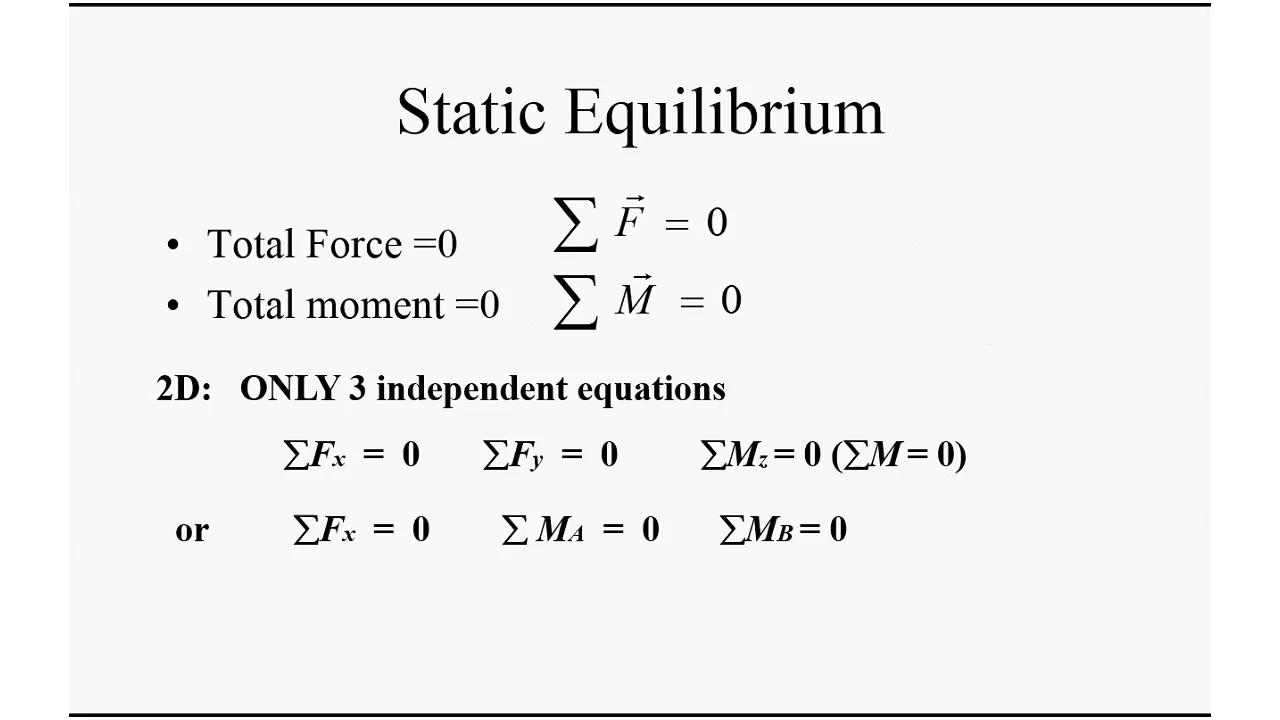 Static Equilibrium
• Total Force =0 ∑ F⃗ = 0
• Total moment =0 ∑ M⃗ = 0
2D: ONLY 3 independent equations
∑Fx = 0 ∑Fy = 0 ∑Mz = 0 (∑M = 0)
or ∑Fx = 0 ∑ MA = 0 ∑MB = 0